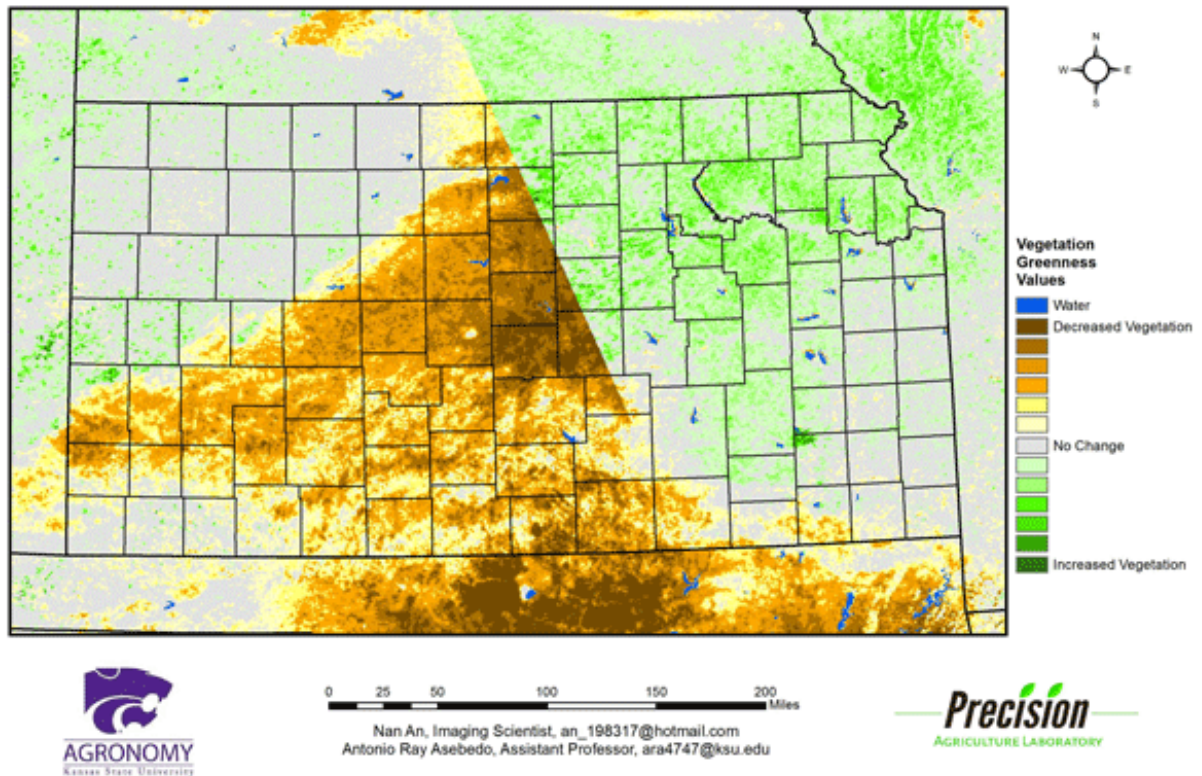 N
W
E
S
Vegetation
Greenness
Values
Water
Decreased Vegetation
No Change
Increased Vegetation
0 25 50 100 150 200
Miles
Nan An, Imaging Scientist, an_198317@hotmail.com
Antonio Ray Asebedo, Assistant Professor, ara4747@ksu.edu
AGRONOMY
Kansas State University
Precision
AGRICULTURE LABORATORY